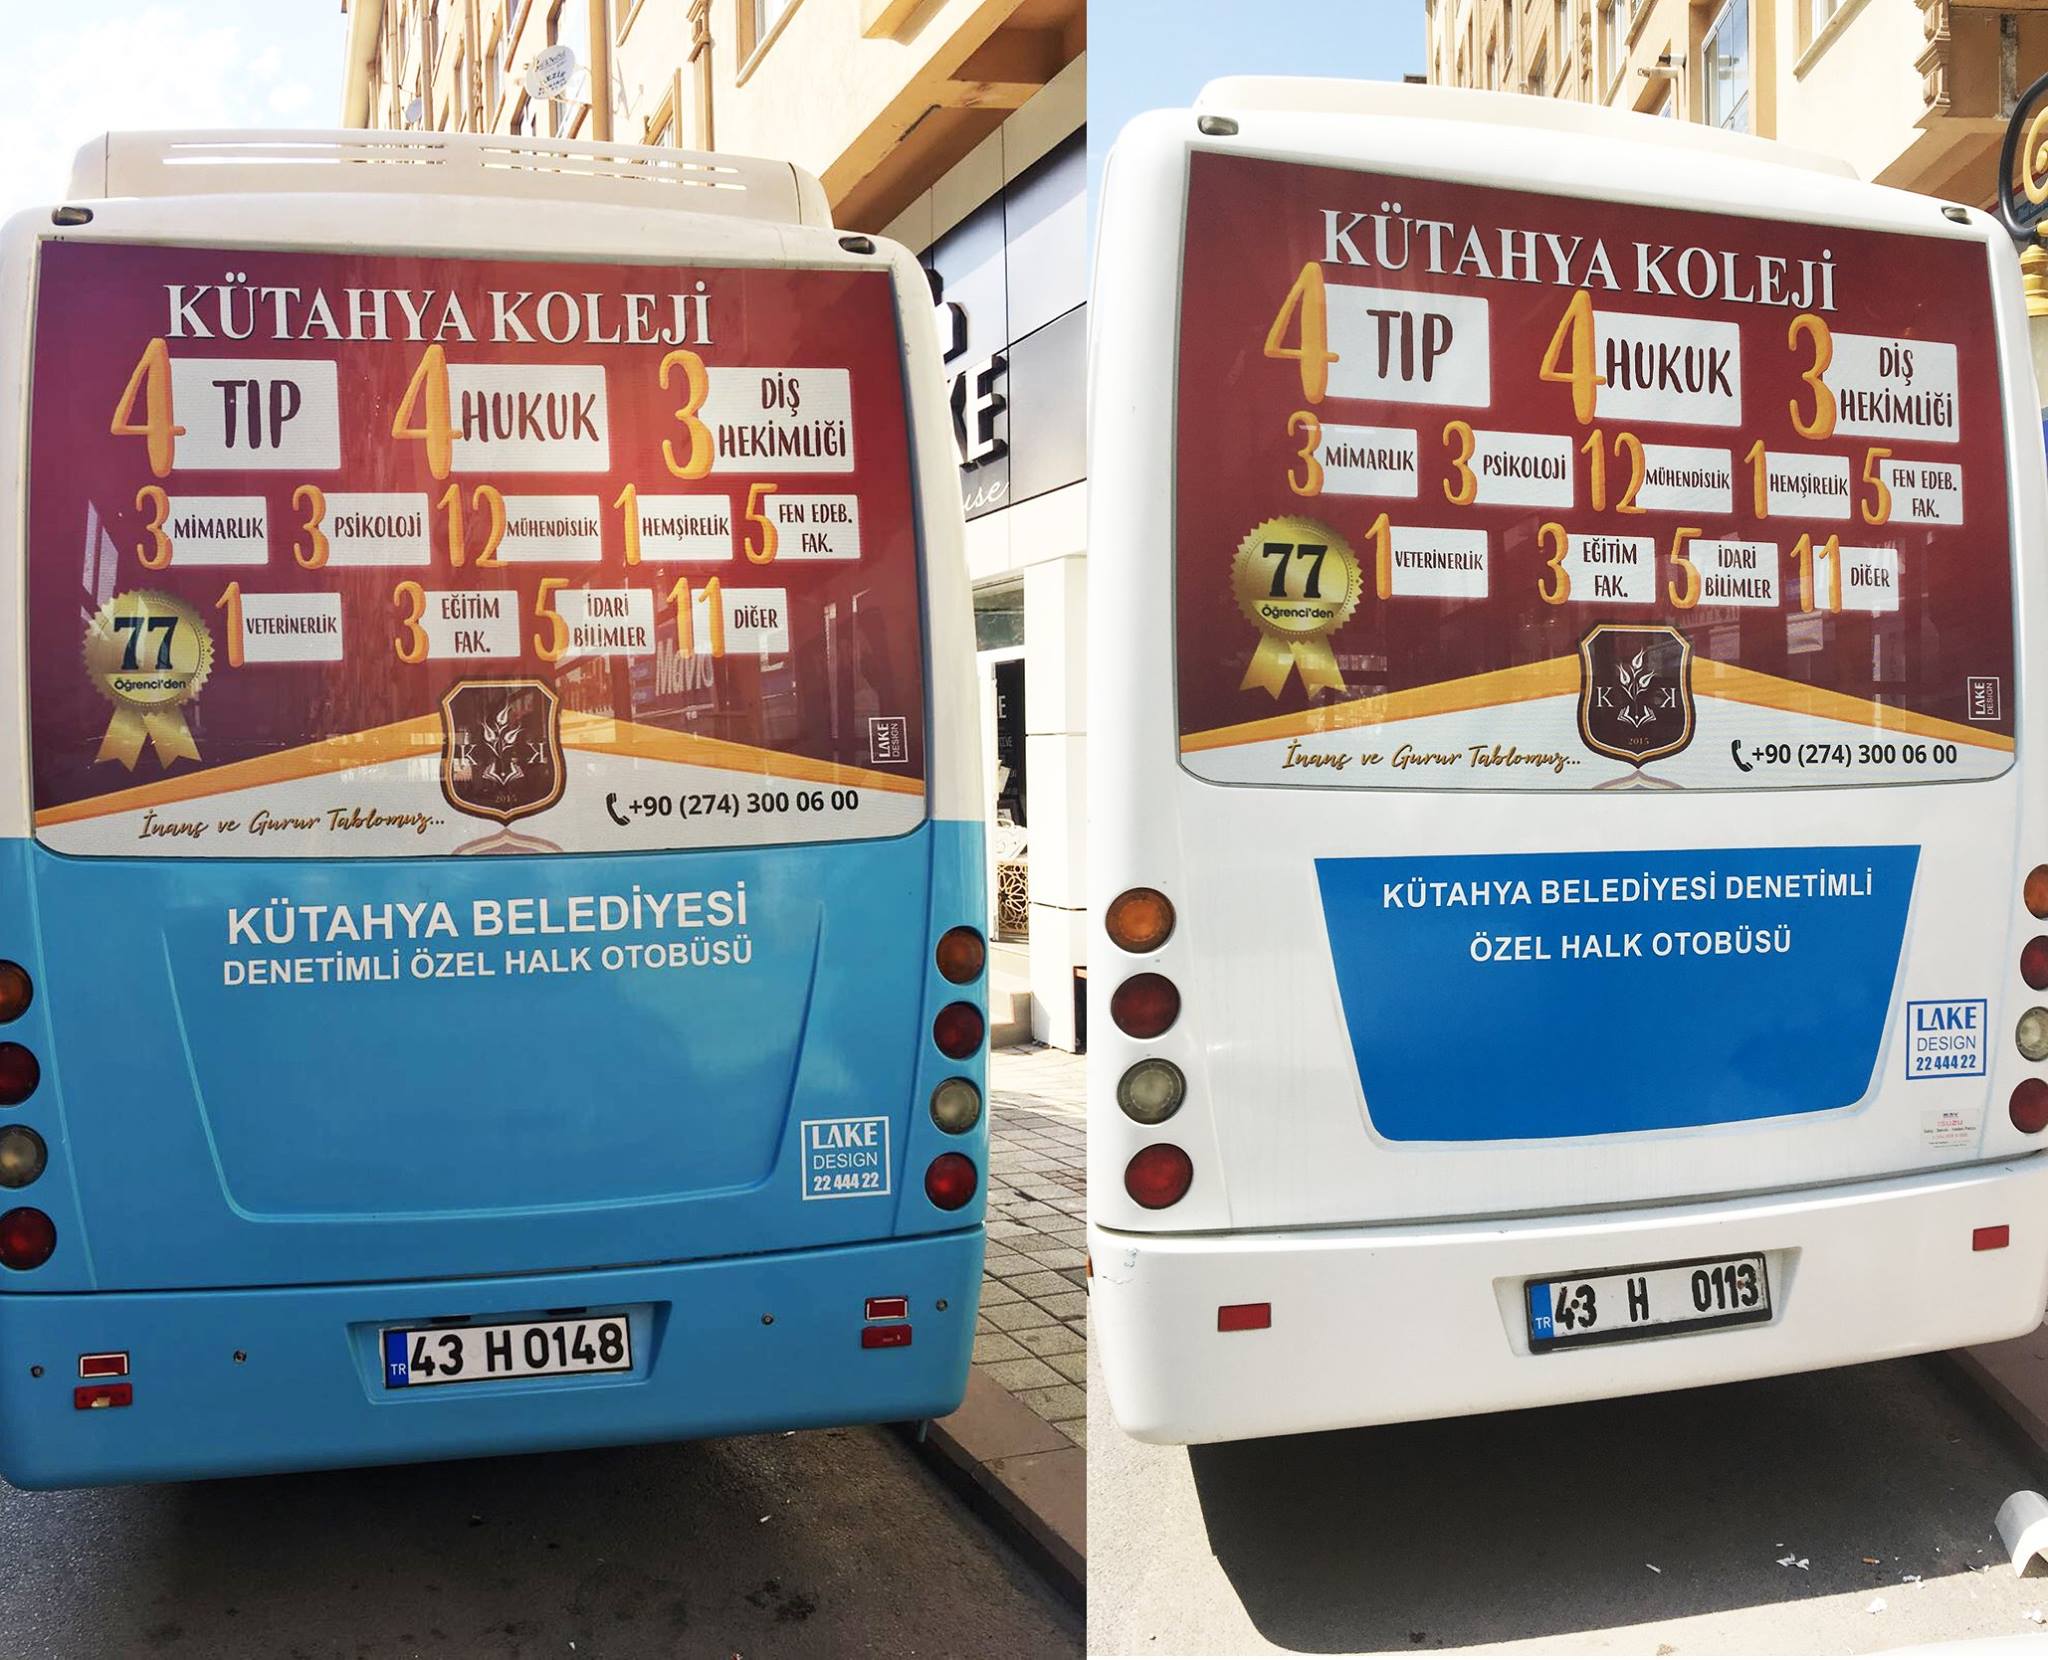 KÜTAHYA KOLEJİ
4 TIP 4 HUKUK 3 DİŞ HEKİMLİĞİ
3 MİMARLIK 3 PSİKOLOJİ 12 MÜHENDİSLİK 1 HEMŞİRELİK 5 FEN EDEB. FAK.
77 Öğrenci'den
1 VETERİNERLİK 3 EĞİTİM FAK. 5 İDARİ BİLİMLER 11 DİĞER
LAKE DESIGN
K K
2015
İnanç ve Gurur Tablomuz...
+90 (274) 300 06 00
KÜTAHYA BELEDİYESİ
DENETİMLİ ÖZEL HALK OTOBÜSÜ
LAKE
DESIGN
22 444 22
TR 43 H 0148
KÜTAHYA KOLEJİ
4 TIP 4 HUKUK 3 DİŞ HEKİMLİĞİ
3 MİMARLIK 3 PSİKOLOJİ 12 MÜHENDİSLİK 1 HEMŞİRELİK 5 FEN EDEB. FAK.
77 Öğrenci'den
1 VETERİNERLİK 3 EĞİTİM FAK. 5 İDARİ BİLİMLER 11 DİĞER
LAKE DESIGN
K K
2015
İnanç ve Gurur Tablomuz...
+90 (274) 300 06 00
KÜTAHYA BELEDİYESİ DENETİMLİ
ÖZEL HALK OTOBÜSÜ
LAKE
DESIGN
22 444 22
ISUZU
TR 43 H 0113